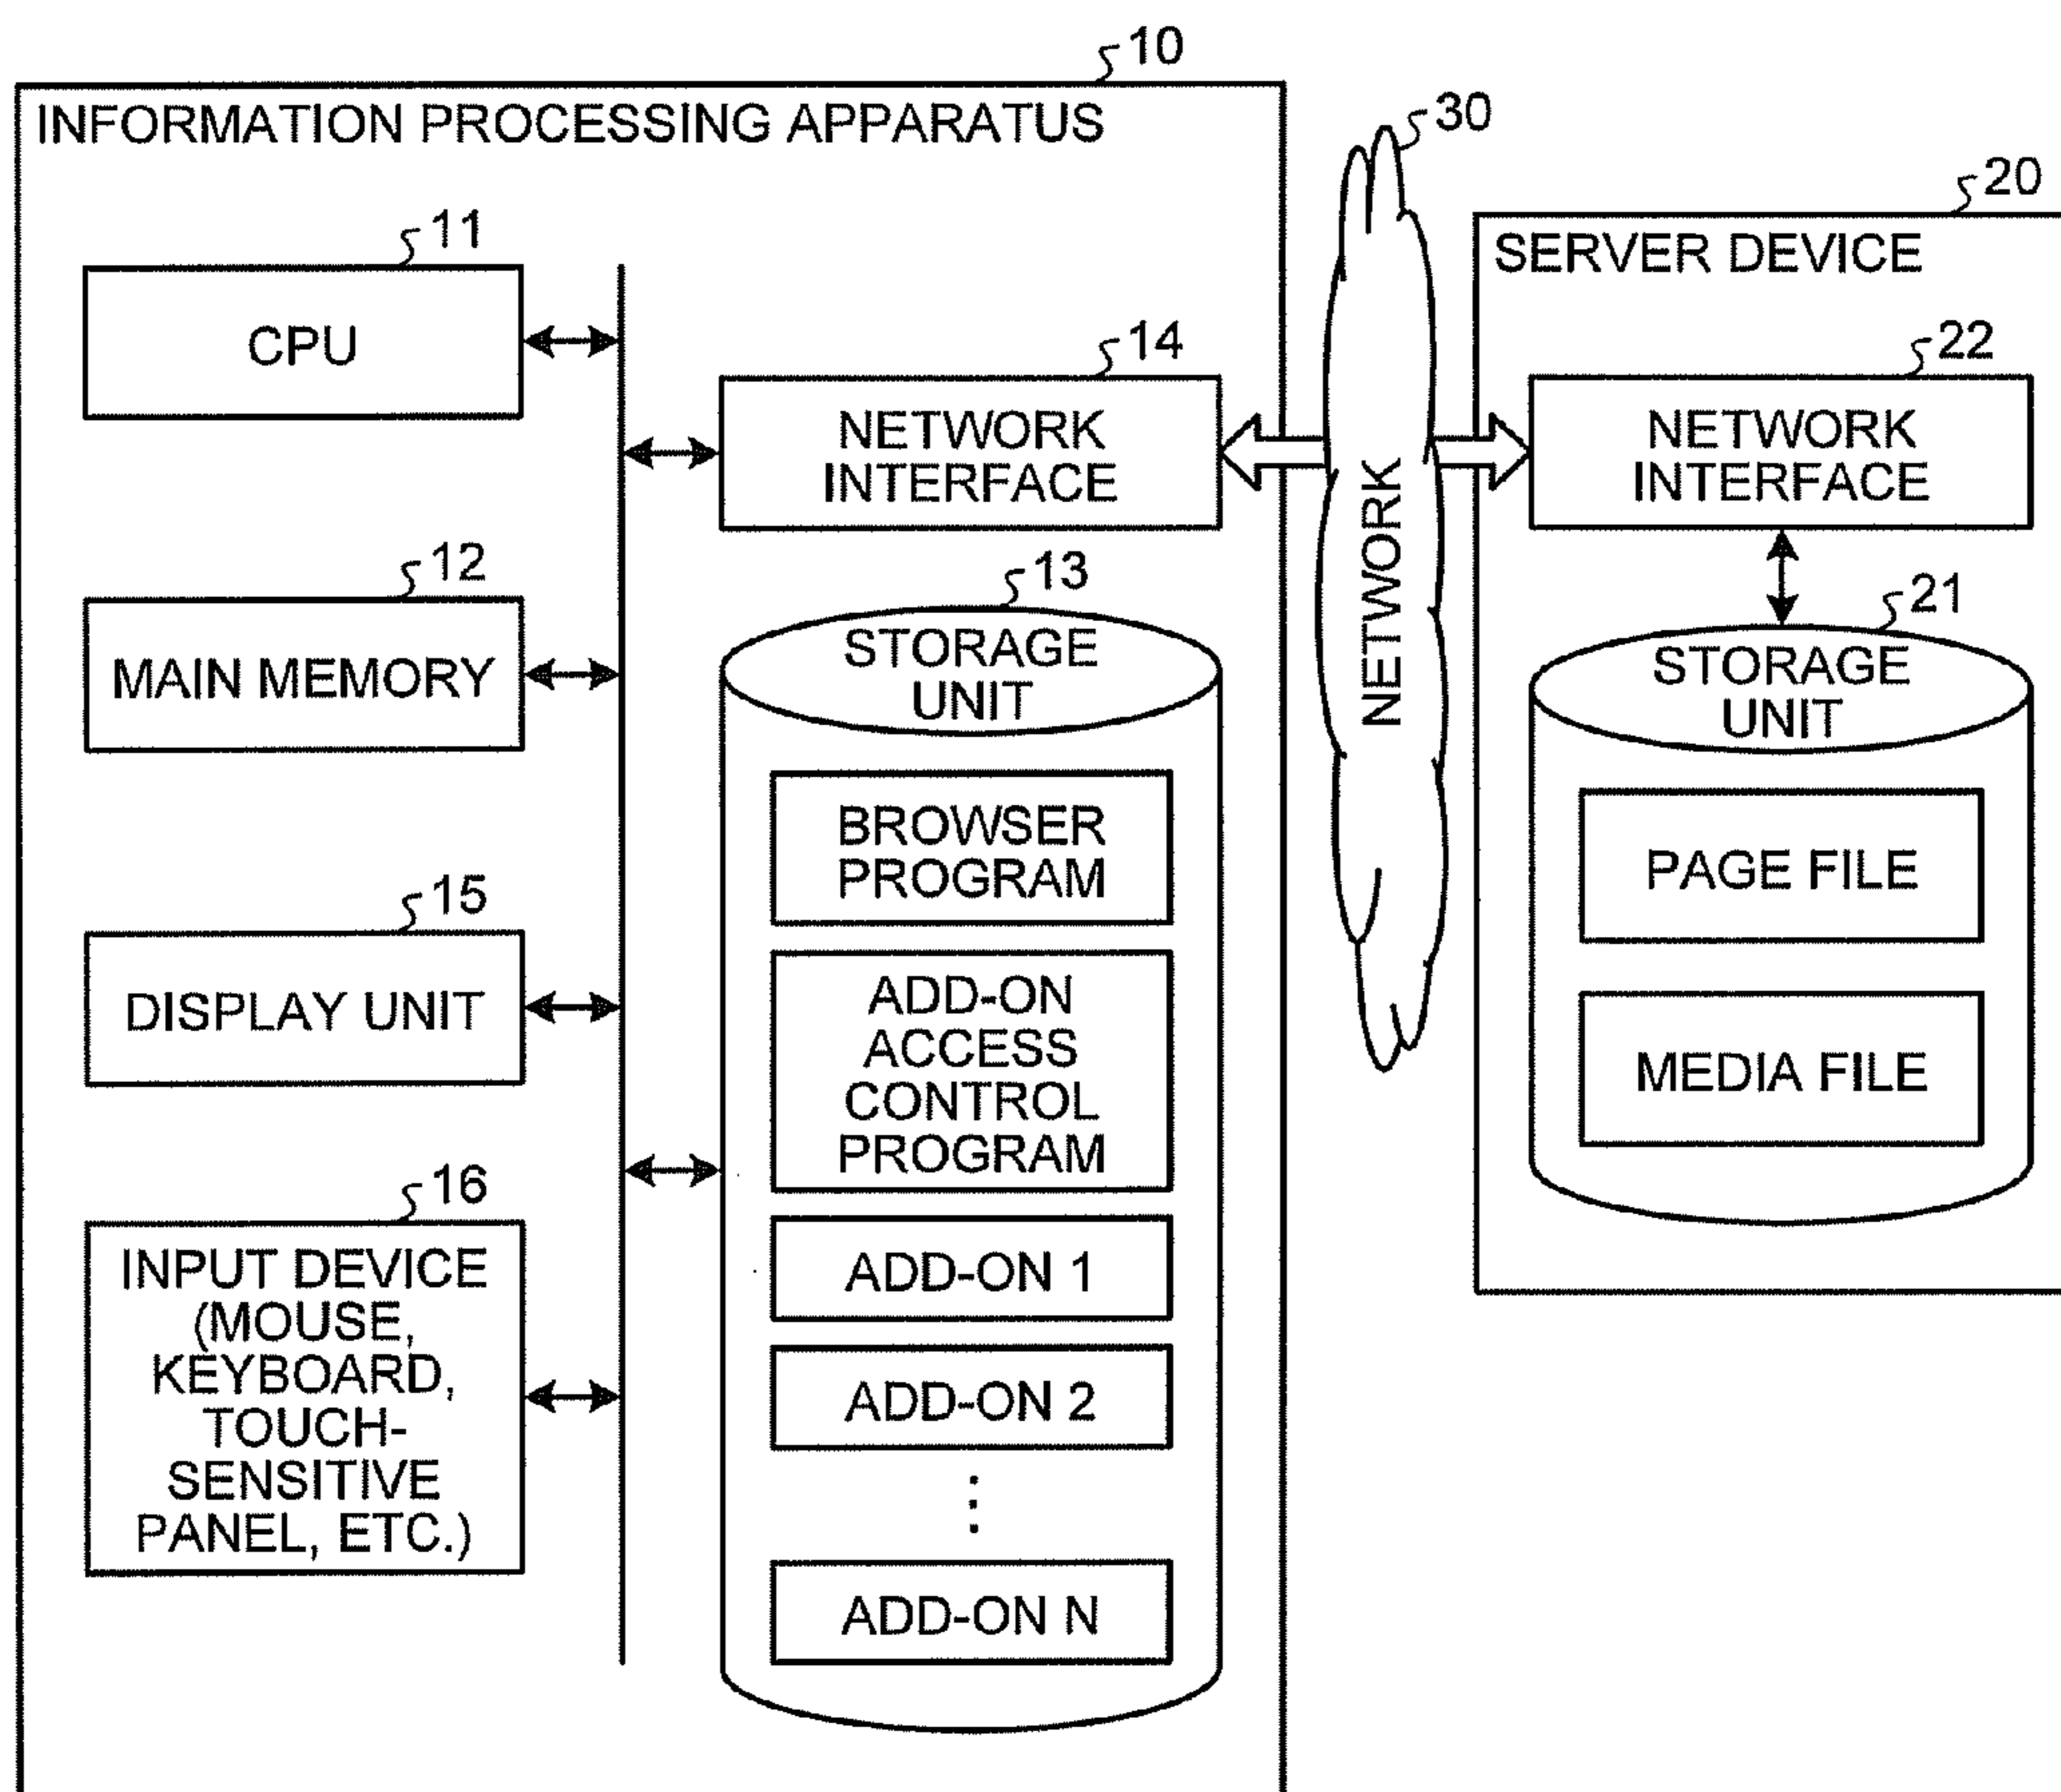 10
INFORMATION PROCESSING APPARATUS
11
CPU
12
MAIN MEMORY
15
DISPLAY UNIT
16
INPUT DEVICE
(MOUSE,
KEYBOARD,
TOUCH-
SENSITIVE
PANEL, ETC.)
14
NETWORK
INTERFACE
13
STORAGE
UNIT
BROWSER
PROGRAM
ADD-ON
ACCESS
CONTROL
PROGRAM
ADD-ON 1
ADD-ON 2
⋮
ADD-ON N
30
NETWORK
20
SERVER DEVICE
22
NETWORK
INTERFACE
21
STORAGE
UNIT
PAGE FILE
MEDIA FILE